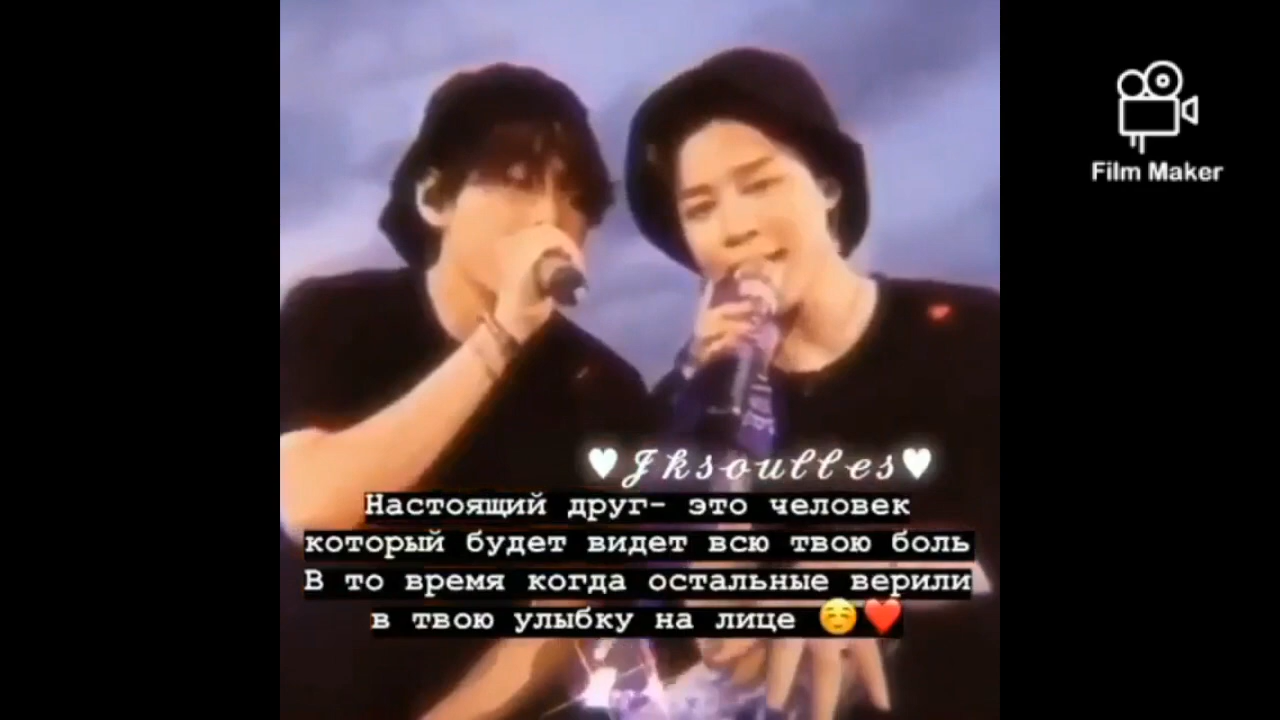 Film Maker
♥Jksoulles♥
Настоящий друг- это человек
который будет видет всю твою боль
В то время когда остальные верили
в твою улыбку на лице ☺️❤️